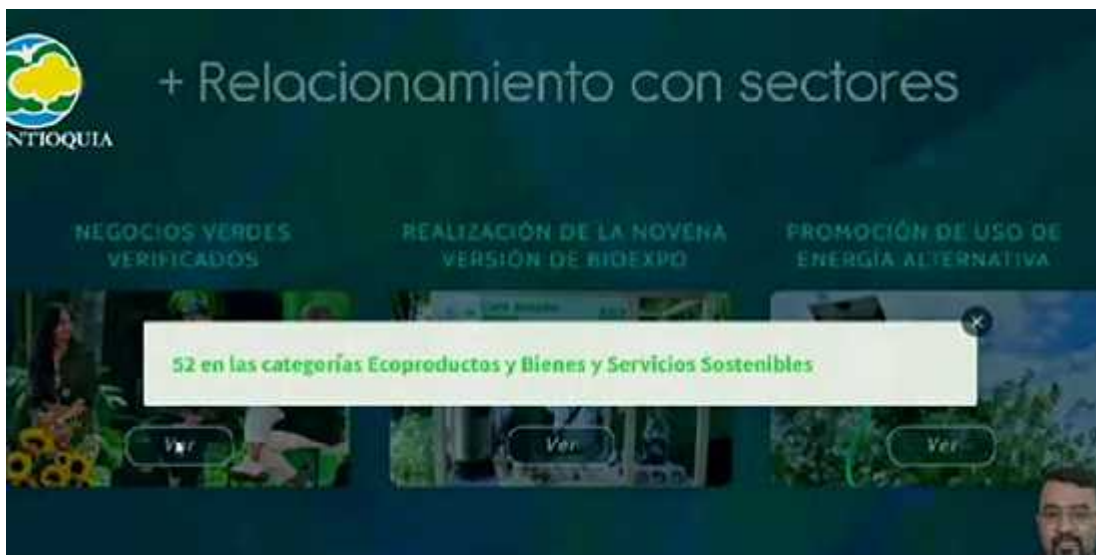 NTIOQUIA
+ Relacionamiento con sectores
NEGOCIOS VERDES
VERIFICADOS
REALIZACIÓN DE LA NOVENA
VERSIÓN DE BIOEXPO
PROMOCIÓN DE USO DE
ENERGÍA ALTERNATIVA
52 en las categorías Ecoproductos y Bienes y Servicios Sostenibles
Ver
Ver
Ver